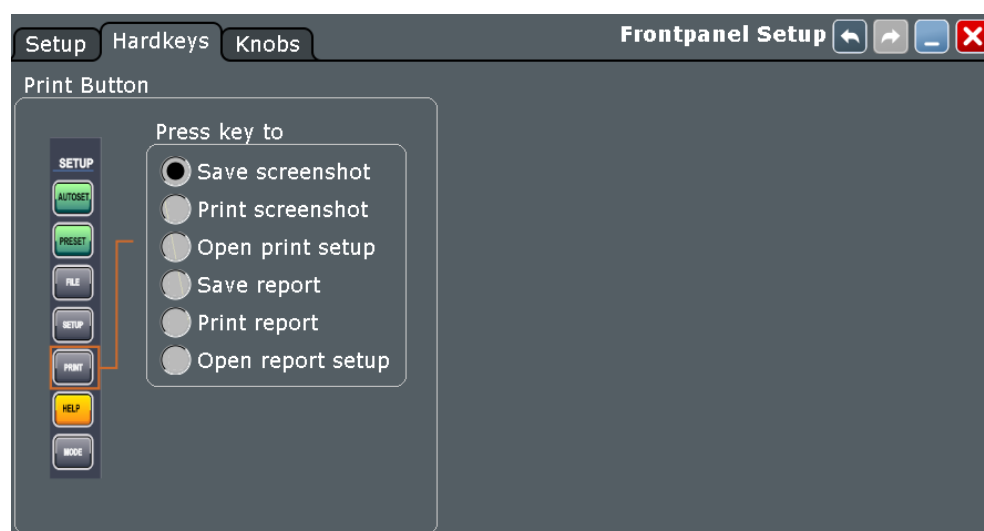 Setup Hardkeys Knobs Frontpanel Setup
Print Button
Press key to
SETUP
AUTOSET
PRESET
FILE
SETUP
PRINT
HELP
MODE
Save screenshot
Print screenshot
Open print setup
Save report
Print report
Open report setup